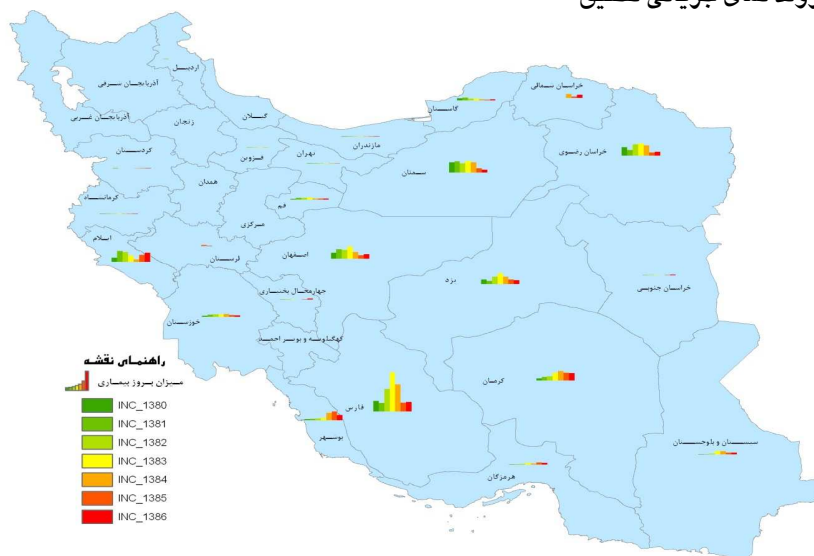 اردبیل
آذربایجان شرقی
خراسان شمالی
گلستان
آذربایجان غربی
زنجان
گیلان
مازندران
خراسان رضوی
کردستان
قزوین
تهران
سمنان
همدان
کرمانشاه
قم
مرکزی
ایلام
لرستان
اصفهان
یزد
خراسان جنوبی
چهارمحال بختیاری
خوزستان
کهگیلویه و بویر احمد
کرمان
فارس
بوشهر
سیستان و بلوچستان
هرمزگان
راهنمای نقشه
میزان بروز بیماری
INC_1380
INC_1381
INC_1382
INC_1383
INC_1384
INC_1385
INC_1386